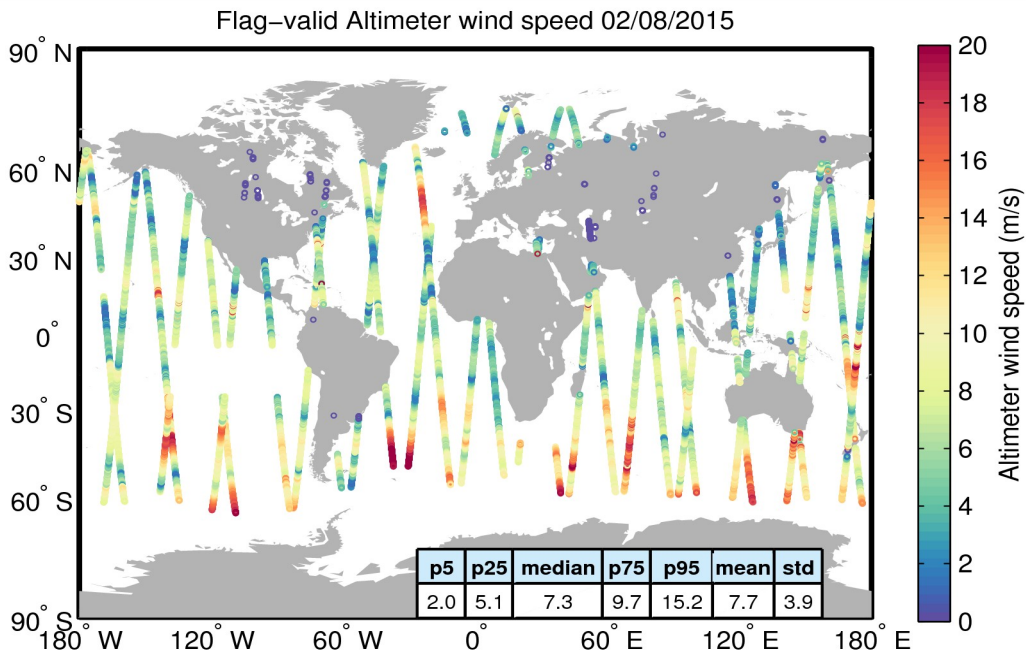 Flag−valid Altimeter wind speed 02/08/2015
90° N
60° N
30° N
0°
30° S
60° S
90° S
180° W
120° W
60° W
0°
60° E
120° E
180° E
p5 p25 median p75 p95 mean std
2.0 5.1 7.3 9.7 15.2 7.7 3.9
20
18
16
14
12
10
8
6
4
2
0
Altimeter wind speed (m/s)